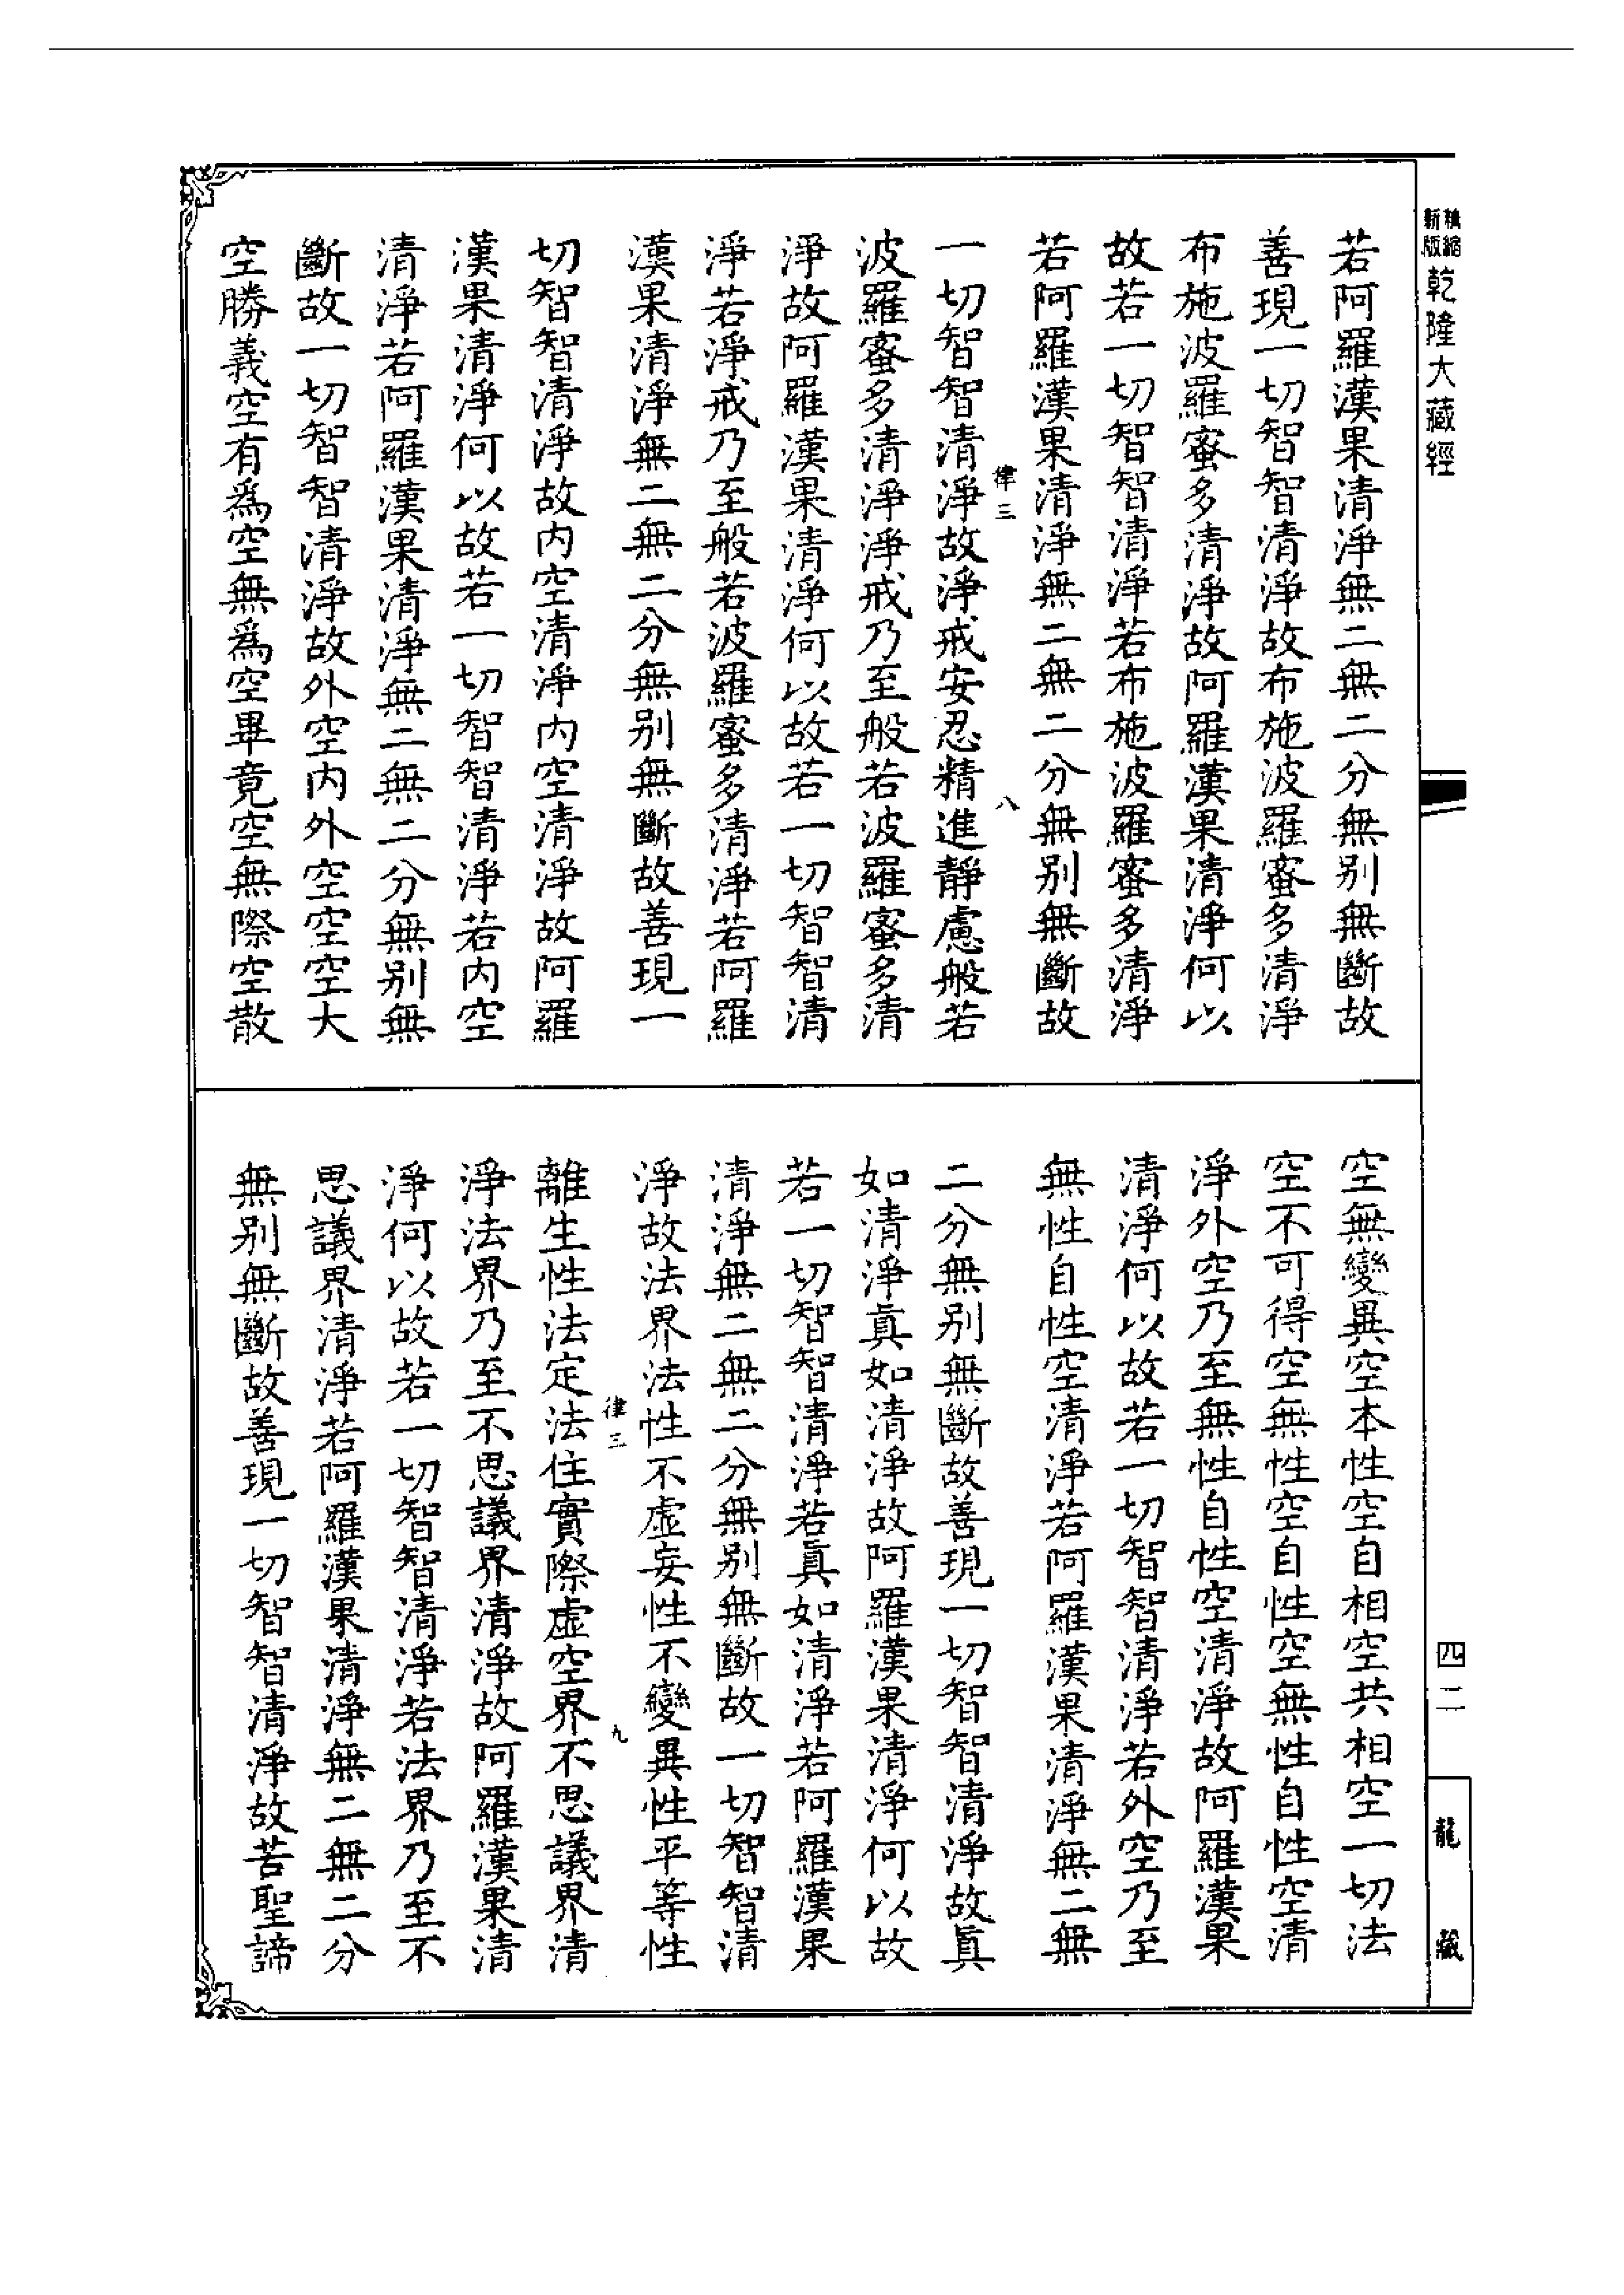 新版精縮
乾隆大藏經
若阿羅漢果清淨無二無二分無別無斷故
善現一切智智清淨故布施波羅蜜多清淨
布施波羅蜜多清淨故阿羅漢果清淨何以
故若一切智智清淨若布施波羅蜜多清淨
若阿羅漢果清淨無二無二分無別無斷故
律三
八
一切智智清淨故淨戒安忍精進靜慮般若
波羅蜜多清淨淨戒乃至般若波羅蜜多清
淨故阿羅漢果清淨何以故若一切智智清
淨若淨戒乃至般若波羅蜜多清淨若阿羅
漢果清淨無二無二分無別無斷故善現一
切智智清淨故內空清淨內空清淨故阿羅
漢果清淨何以故若一切智智清淨若內空
清淨若阿羅漢果清淨無二無二分無別無
斷故一切智智清淨故外空內外空空空大
空勝義空有為空無為空畢竟空無際空散
空無變異空本性空自相空共相空一切法
空不可得空無性空自性空無性自性空清
淨外空乃至無性自性空清淨故阿羅漢果
清淨何以故若一切智智清淨若外空乃至
無性自性空清淨若阿羅漢果清淨無二無
二分無別無斷故善現一切智智清淨故真
如清淨真如清淨故阿羅漢果清淨何以故
若一切智智清淨若真如清淨若阿羅漢果
清淨無二無二分無別無斷故一切智智清
淨故法界法性不虛妄性不變異性平等性
律三
九
離生性法定法住實際虛空界不思議界清
淨法界乃至不思議界清淨故阿羅漢果清
淨何以故若一切智智清淨若法界乃至不
思議界清淨若阿羅漢果清淨無二無二分
無別無斷故善現一切智智清淨故苦聖諦
四二
龍藏